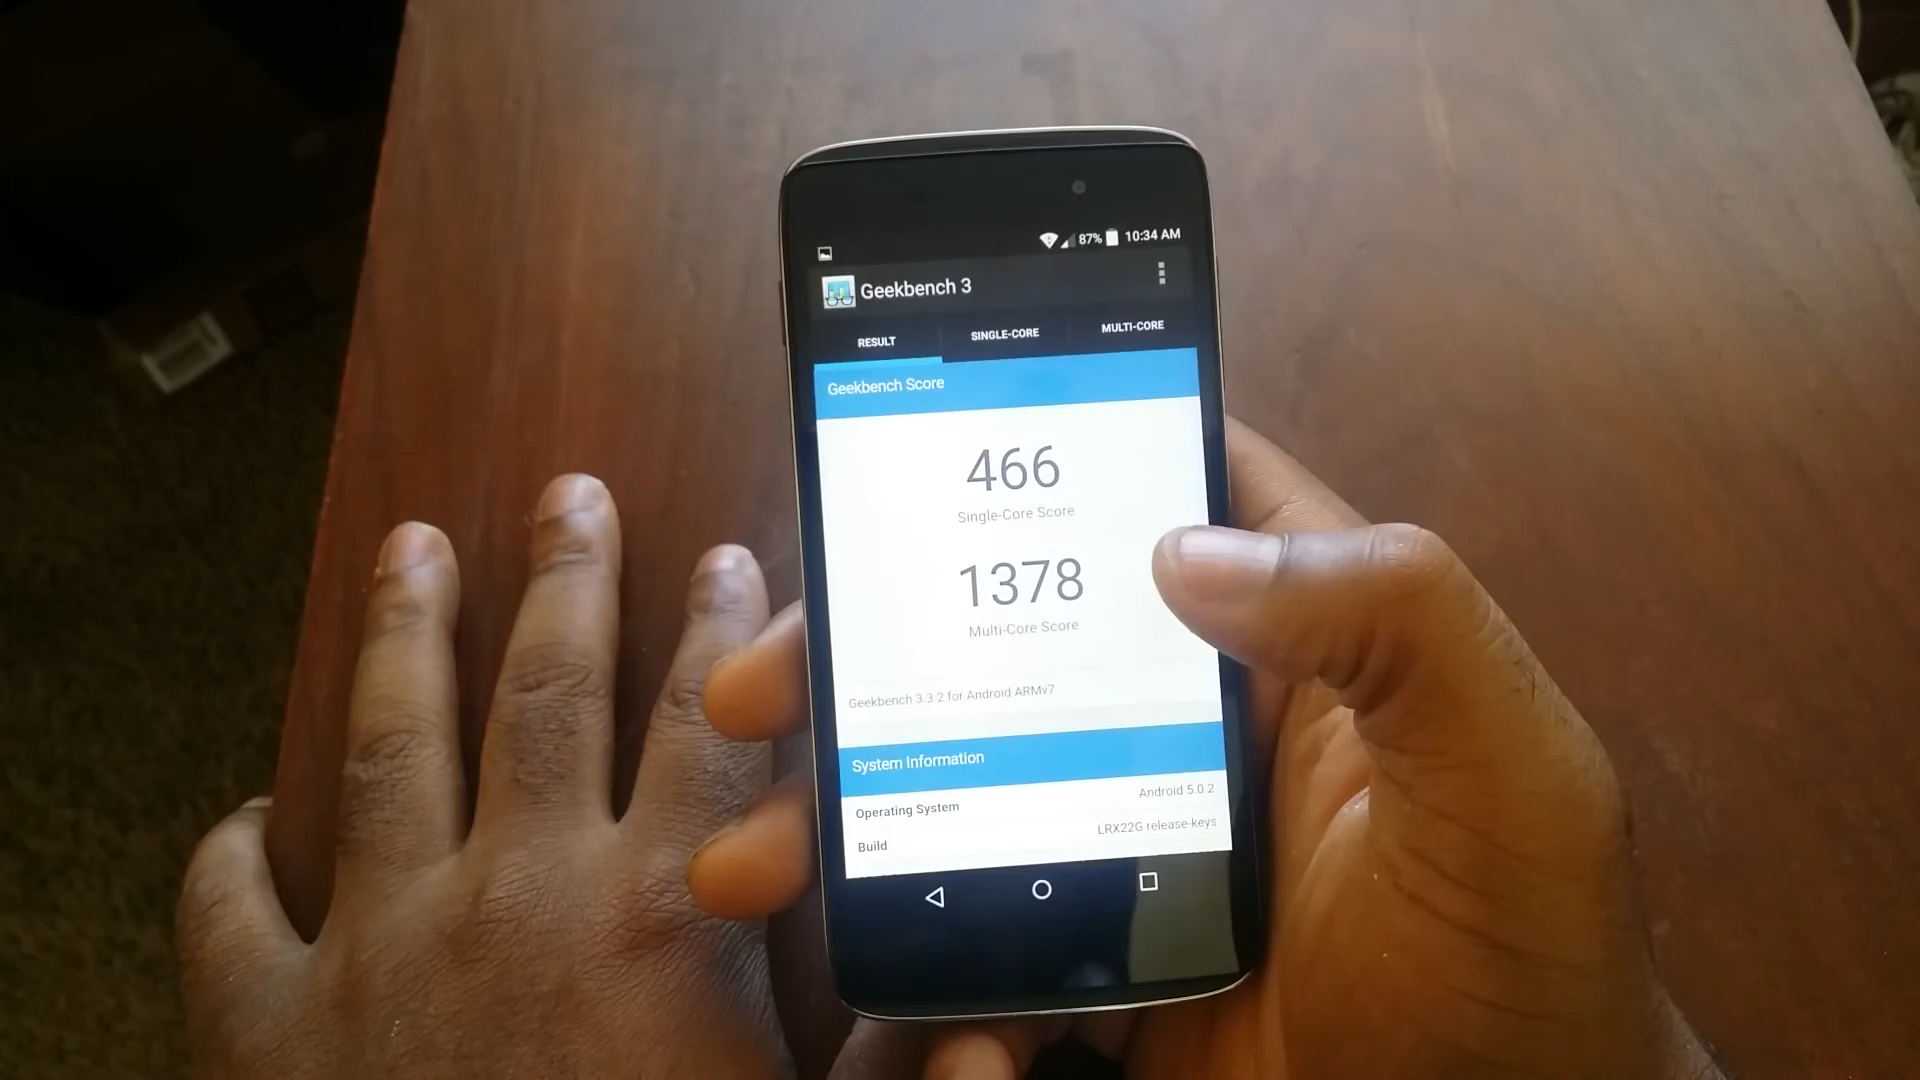 87% 10:34 AM
Geekbench 3
RESULT SINGLE-CORE MULTI-CORE
Geekbench Score
466
Single-Core Score
1378
Multi-Core Score
Geekbench 3.3.2 for Android ARMv7
System Information
Operating System Android 5.0.2
Build LRX22G release-keys